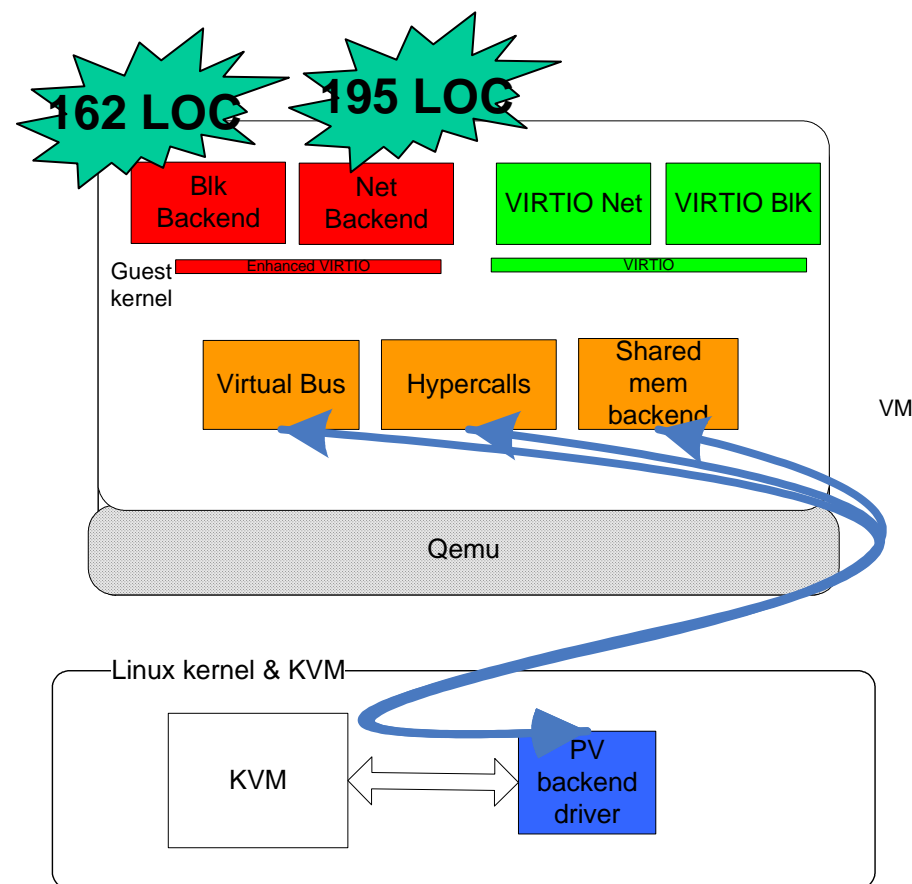 162 LOC
195 LOC
Blk
Backend
Net
Backend
VIRTIO Net
VIRTIO BlK
Guest
kernel
Enhanced VIRTIO
VIRTIO
Virtual Bus
Hypercalls
Shared
mem
backend
VM
Qemu
Linux kernel & KVM
KVM
PV
backend
driver